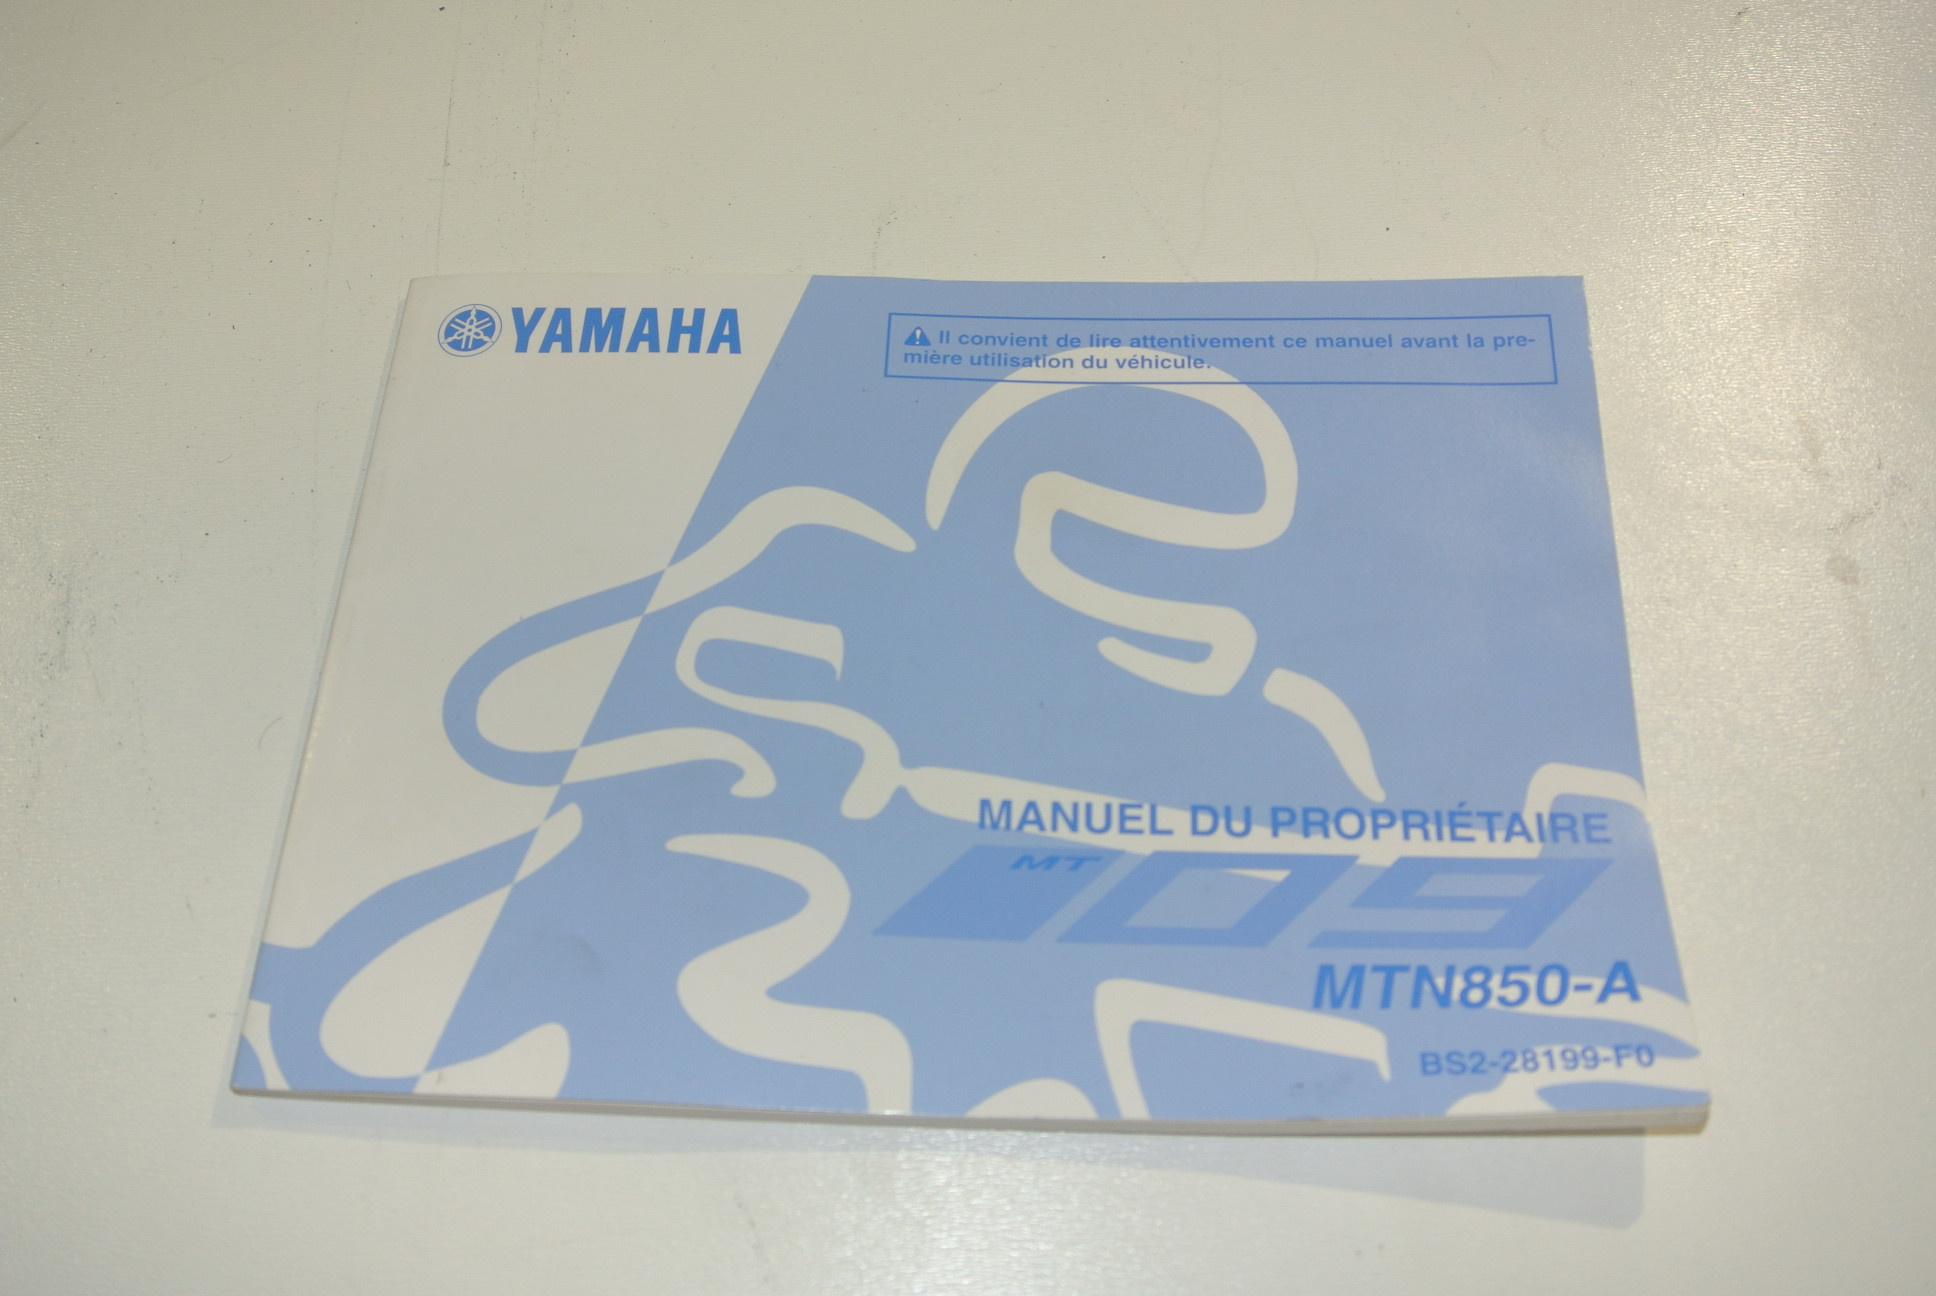 YAMAHA
Il convient de lire attentivement ce manuel avant la pre-
mière utilisation du véhicule.
MANUEL DU PROPRIÉTAIRE
MT
09
MTN850-A
BS2-28199-F0